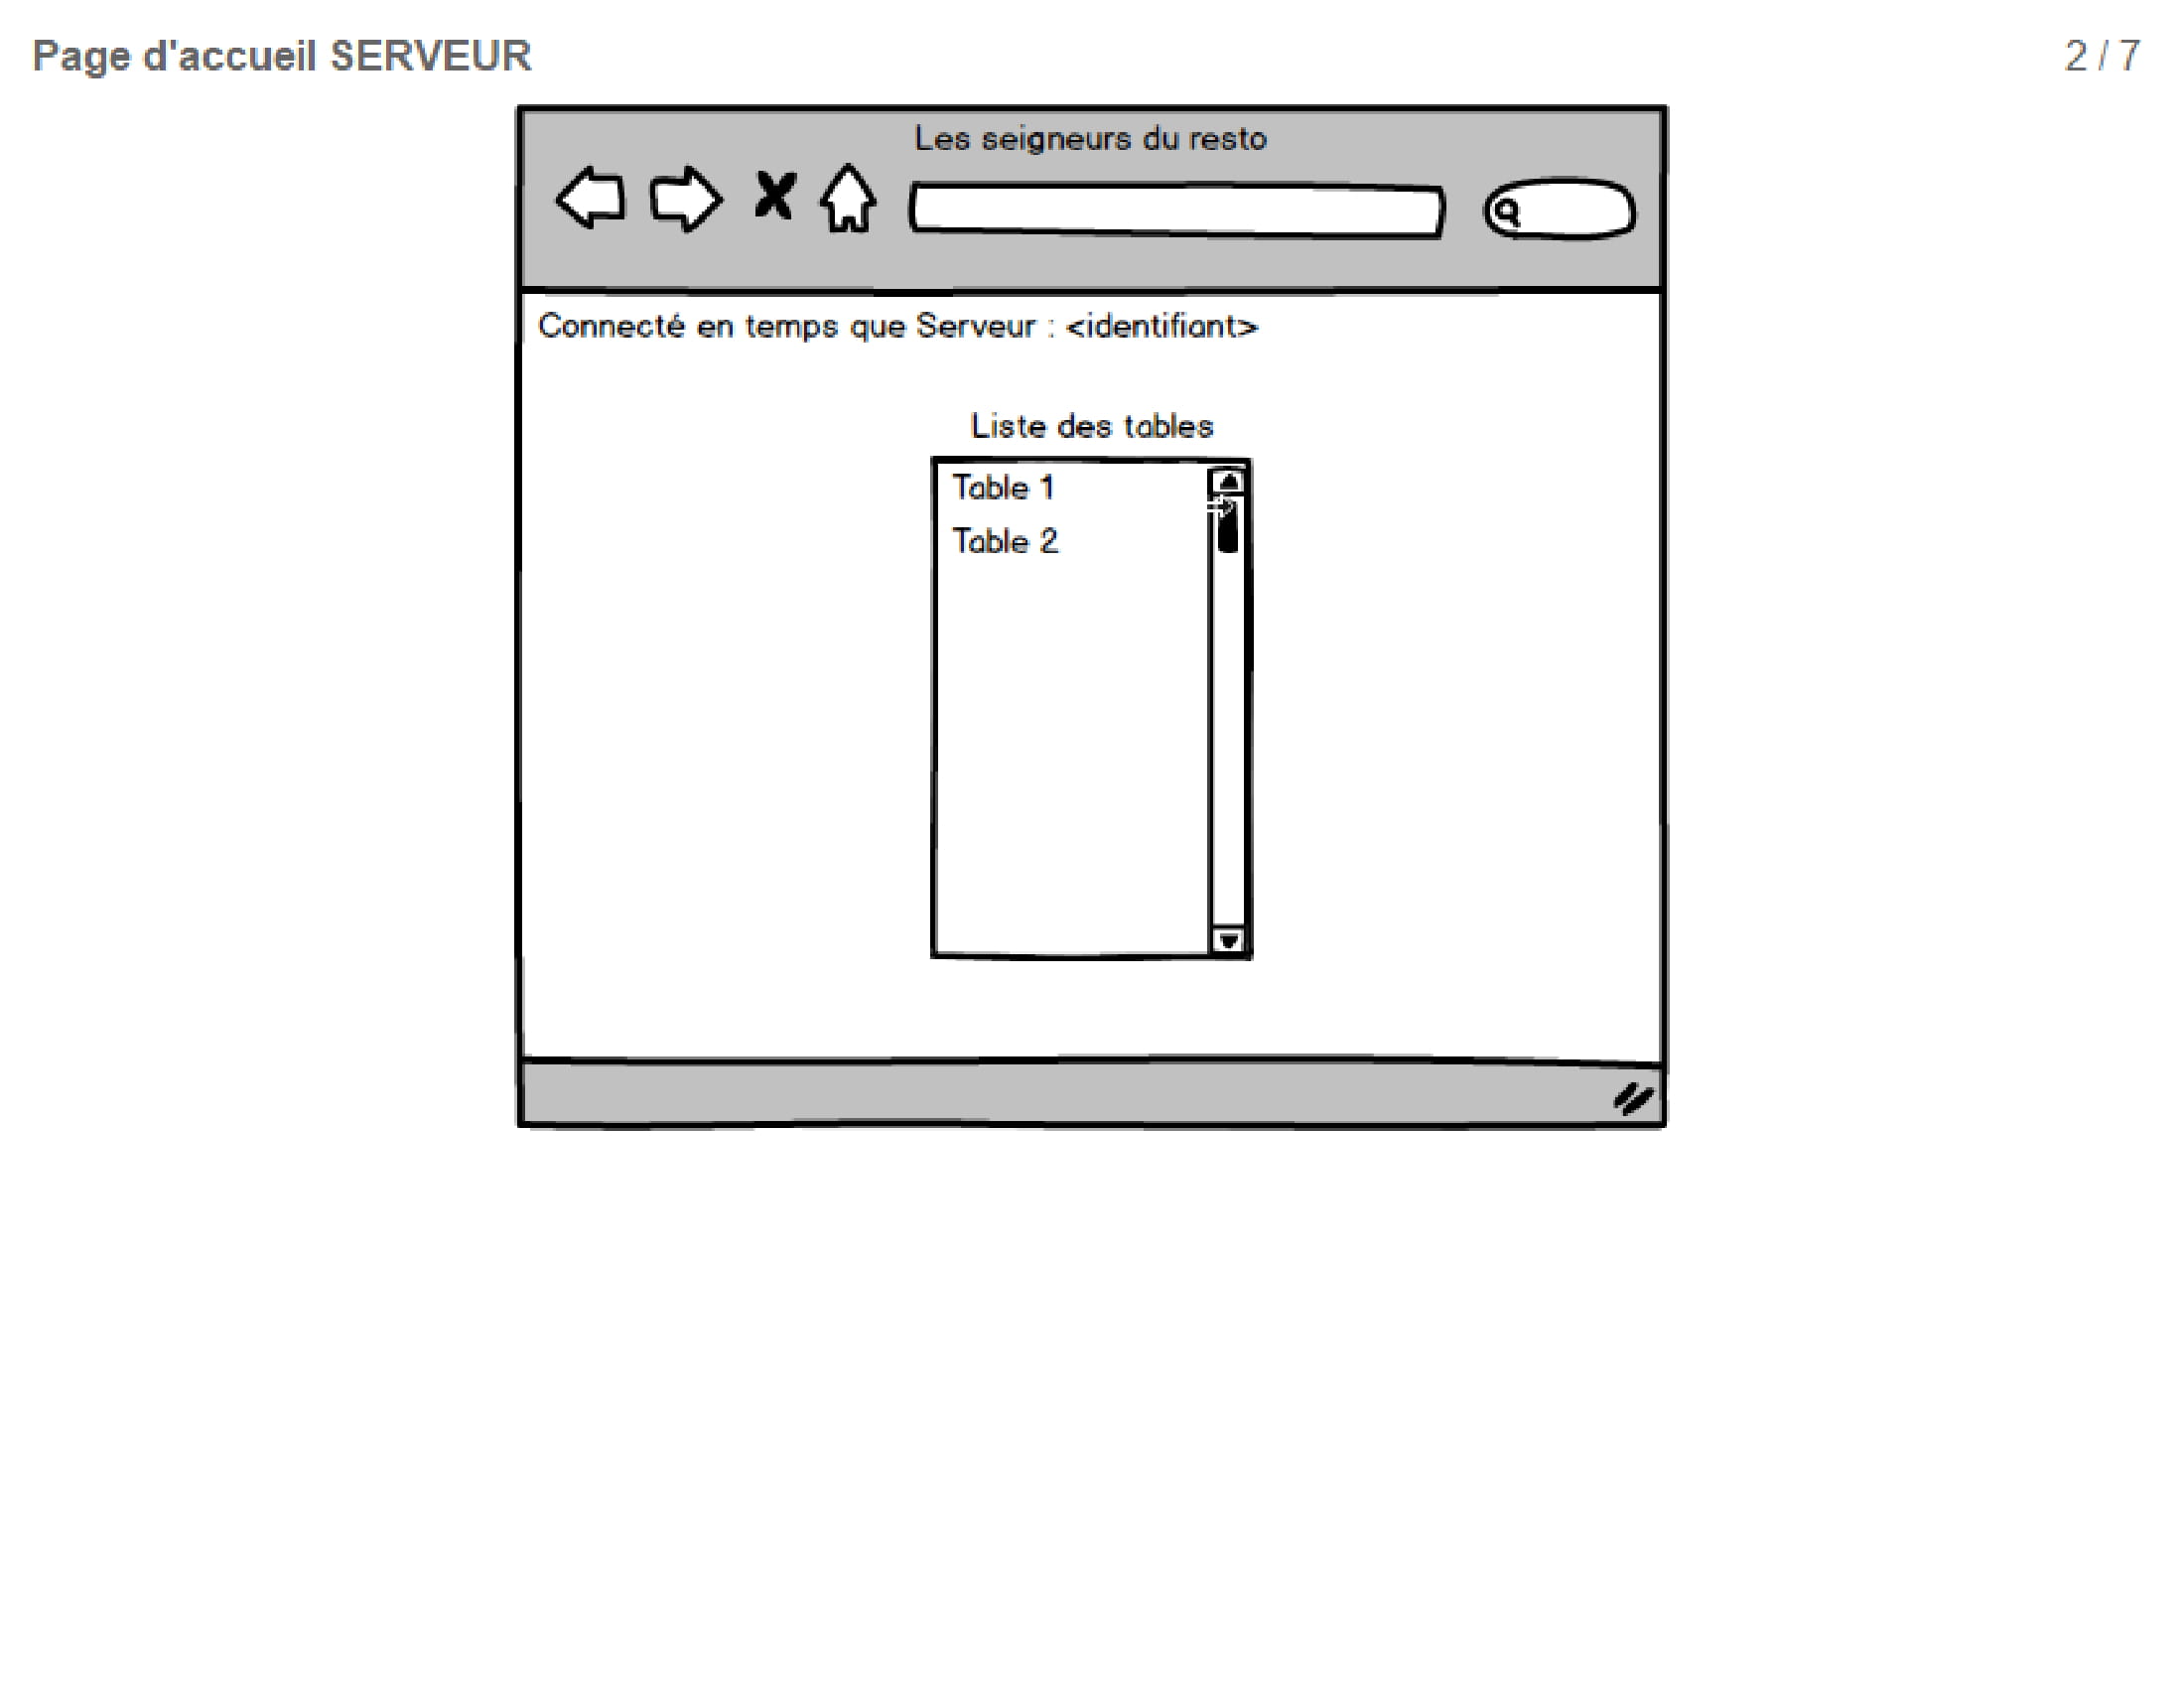 Page d'accueil SERVEUR
2 / 7
Les seigneurs du resto
Connecté en temps que Serveur : <identifiant>
Liste des tables
Table 1
Table 2